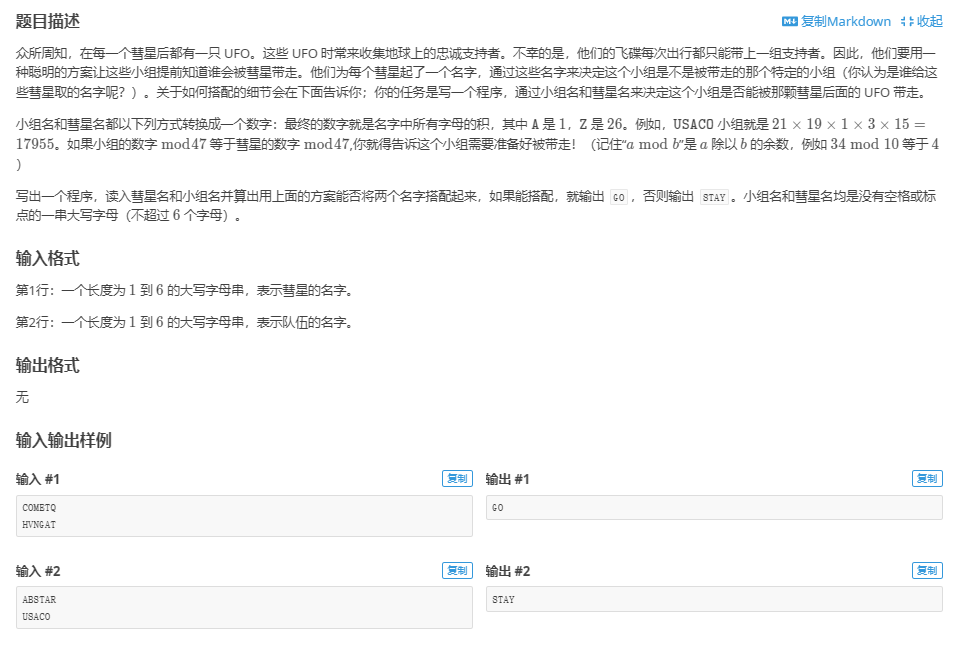 题目描述
复制Markdown 收起
众所周知，在每一个彗星后都有一只 UFO。这些 UFO 时常来收集地球上的忠诚支持者。不幸的是，他们的飞碟每次出行都只能带上一组支持者。因此，他们要用一
种聪明的方案让这些小组提前知道谁会被彗星带走。他们为每个彗星起了一个名字，通过这些名字来决定这个小组是不是被带走的那个特定的小组（你认为是谁给这
些彗星取的名字呢？）。关于如何搭配的细节会在下面告诉你；你的任务是写一个程序，通过小组名和彗星名来决定这个小组是否能被那颗彗星后面的 UFO 带走。
小组名和彗星名都以下列方式转换成一个数字：最终的数字就是名字中所有字母的积，其中 A 是 1，Z 是 26。例如，USACO 小组就是 21 × 19 × 1 × 3 × 15 =
17955。如果小组的数字 mod47 等于彗星的数字 mod47,你就得告诉这个小组需要准备好被带走！（记住“a mod b”是 a 除以 b 的余数，例如 34 mod 10 等于 4
）
写出一个程序，读入彗星名和小组名并算出用上面的方案能否将两个名字搭配起来，如果能搭配，就输出 GO，否则输出 STAY。小组名和彗星名均是没有空格或标
点的一串大写字母（不超过 6 个字母）。
输入格式
第1行：一个长度为 1 到 6 的大写字母串，表示彗星的名字。
第2行：一个长度为 1 到 6 的大写字母串，表示队伍的名字。
输出格式
无
输入输出样例
输入 #1
复制
COMETQ
HVNGAT
输出 #1
复制
GO
输入 #2
复制
ABSTAR
USACO
输出 #2
复制
STAY